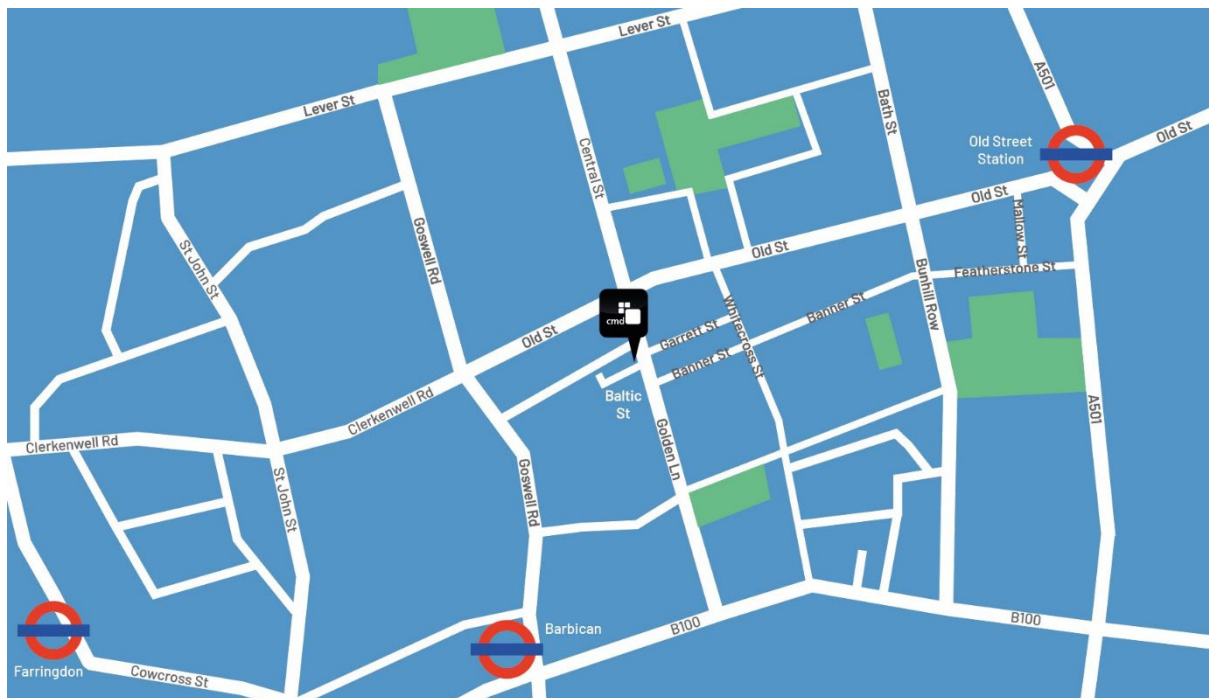 Lever St
Lever St
A501
Old Street
Station
Old St
Bath St
Central St
Old St
Mallow St
Goswell Rd
St John St
Old St
Featherstone St
Bunhill Row
Banner St
Whitecross St
cmd
Old St
Garrett St
Banner St
Baltic
St
Clerkenwell Rd
Clerkenwell Rd
A501
Golden Ln
St John St
Goswell Rd
B100
B100
Barbican
Farringdon
Cowcross St